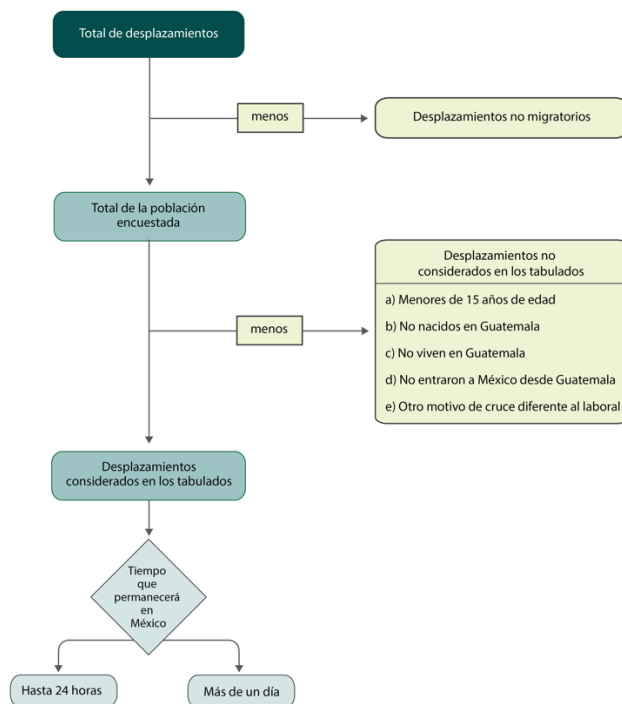 Total de desplazamientos
menos
Desplazamientos no migratorios
Total de la población
encuestada
menos
Desplazamientos no
considerados en los tabulados
a) Menores de 15 años de edad
b) No nacidos en Guatemala
c) No viven en Guatemala
d) No entraron a México desde Guatemala
e) Otro motivo de cruce diferente al laboral
Desplazamientos
considerados en los tabulados
Tiempo
que
permanecerá
en
México
Hasta 24 horas
Más de un día